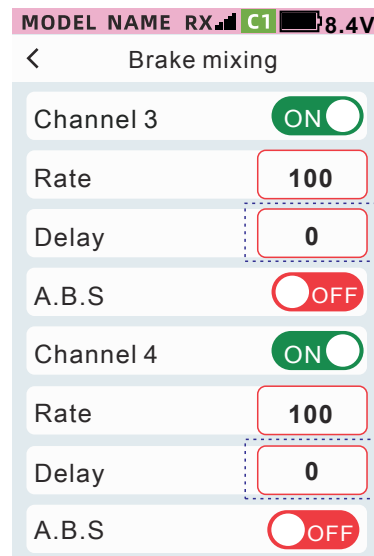 MODEL NAME RX C1 8.4V
< Brake mixing
Channel 3 ON
Rate 100
Delay 0
A.B.S OFF
Channel 4 ON
Rate 100
Delay 0
A.B.S OFF